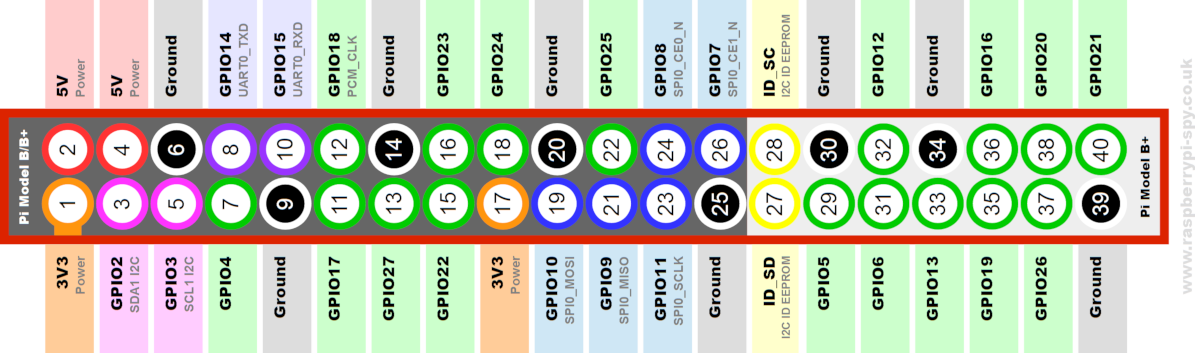 5V
Power
5V
Power
Ground
GPIO14
UART0_TXD
GPIO15
UART0_RXD
GPIO18
PCM_CLK
Ground
GPIO23
GPIO24
Ground
GPIO25
GPIO8
SPI0_CE0_N
GPIO7
SPI0_CE1_N
ID_SC
I2C ID EEPROM
Ground
GPIO12
Ground
GPIO16
GPIO20
GPIO21
Pi Model B/B+
2 4 6 8 10 12 14 16 18 20 22 24 26 28 30 32 34 36 38 40
1 3 5 7 9 11 13 15 17 19 21 23 25 27 29 31 33 35 37 39
Pi Model B+
3V3
Power
GPIO2
SDA1 I2C
GPIO3
SCL1 I2C
GPIO4
Ground
GPIO17
GPIO27
GPIO22
3V3
Power
GPIO10
SPI0_MOSI
GPIO9
SPI0_MISO
GPIO11
SPI0_SCLK
Ground
ID_SD
I2C ID EEPROM
GPIO5
GPIO6
GPIO13
GPIO19
GPIO26
Ground
www.raspberrypi-spy.co.uk